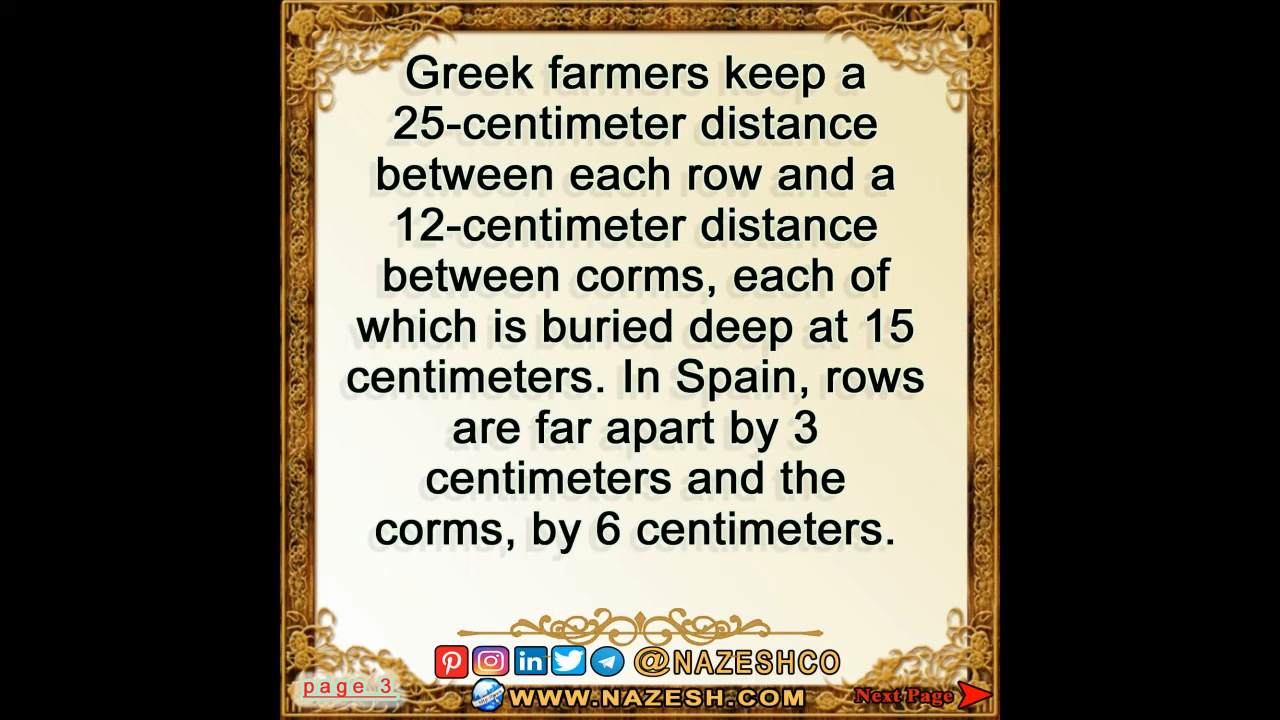 Greek farmers keep a
25-centimeter distance
between each row and a
12-centimeter distance
between corms, each of
which is buried deep at 15
centimeters. In Spain, rows
are far apart by 3
centimeters and the
corms, by 6 centimeters.
@NAZESHCO
WWW.NAZESH.COM
page 3
Next Page